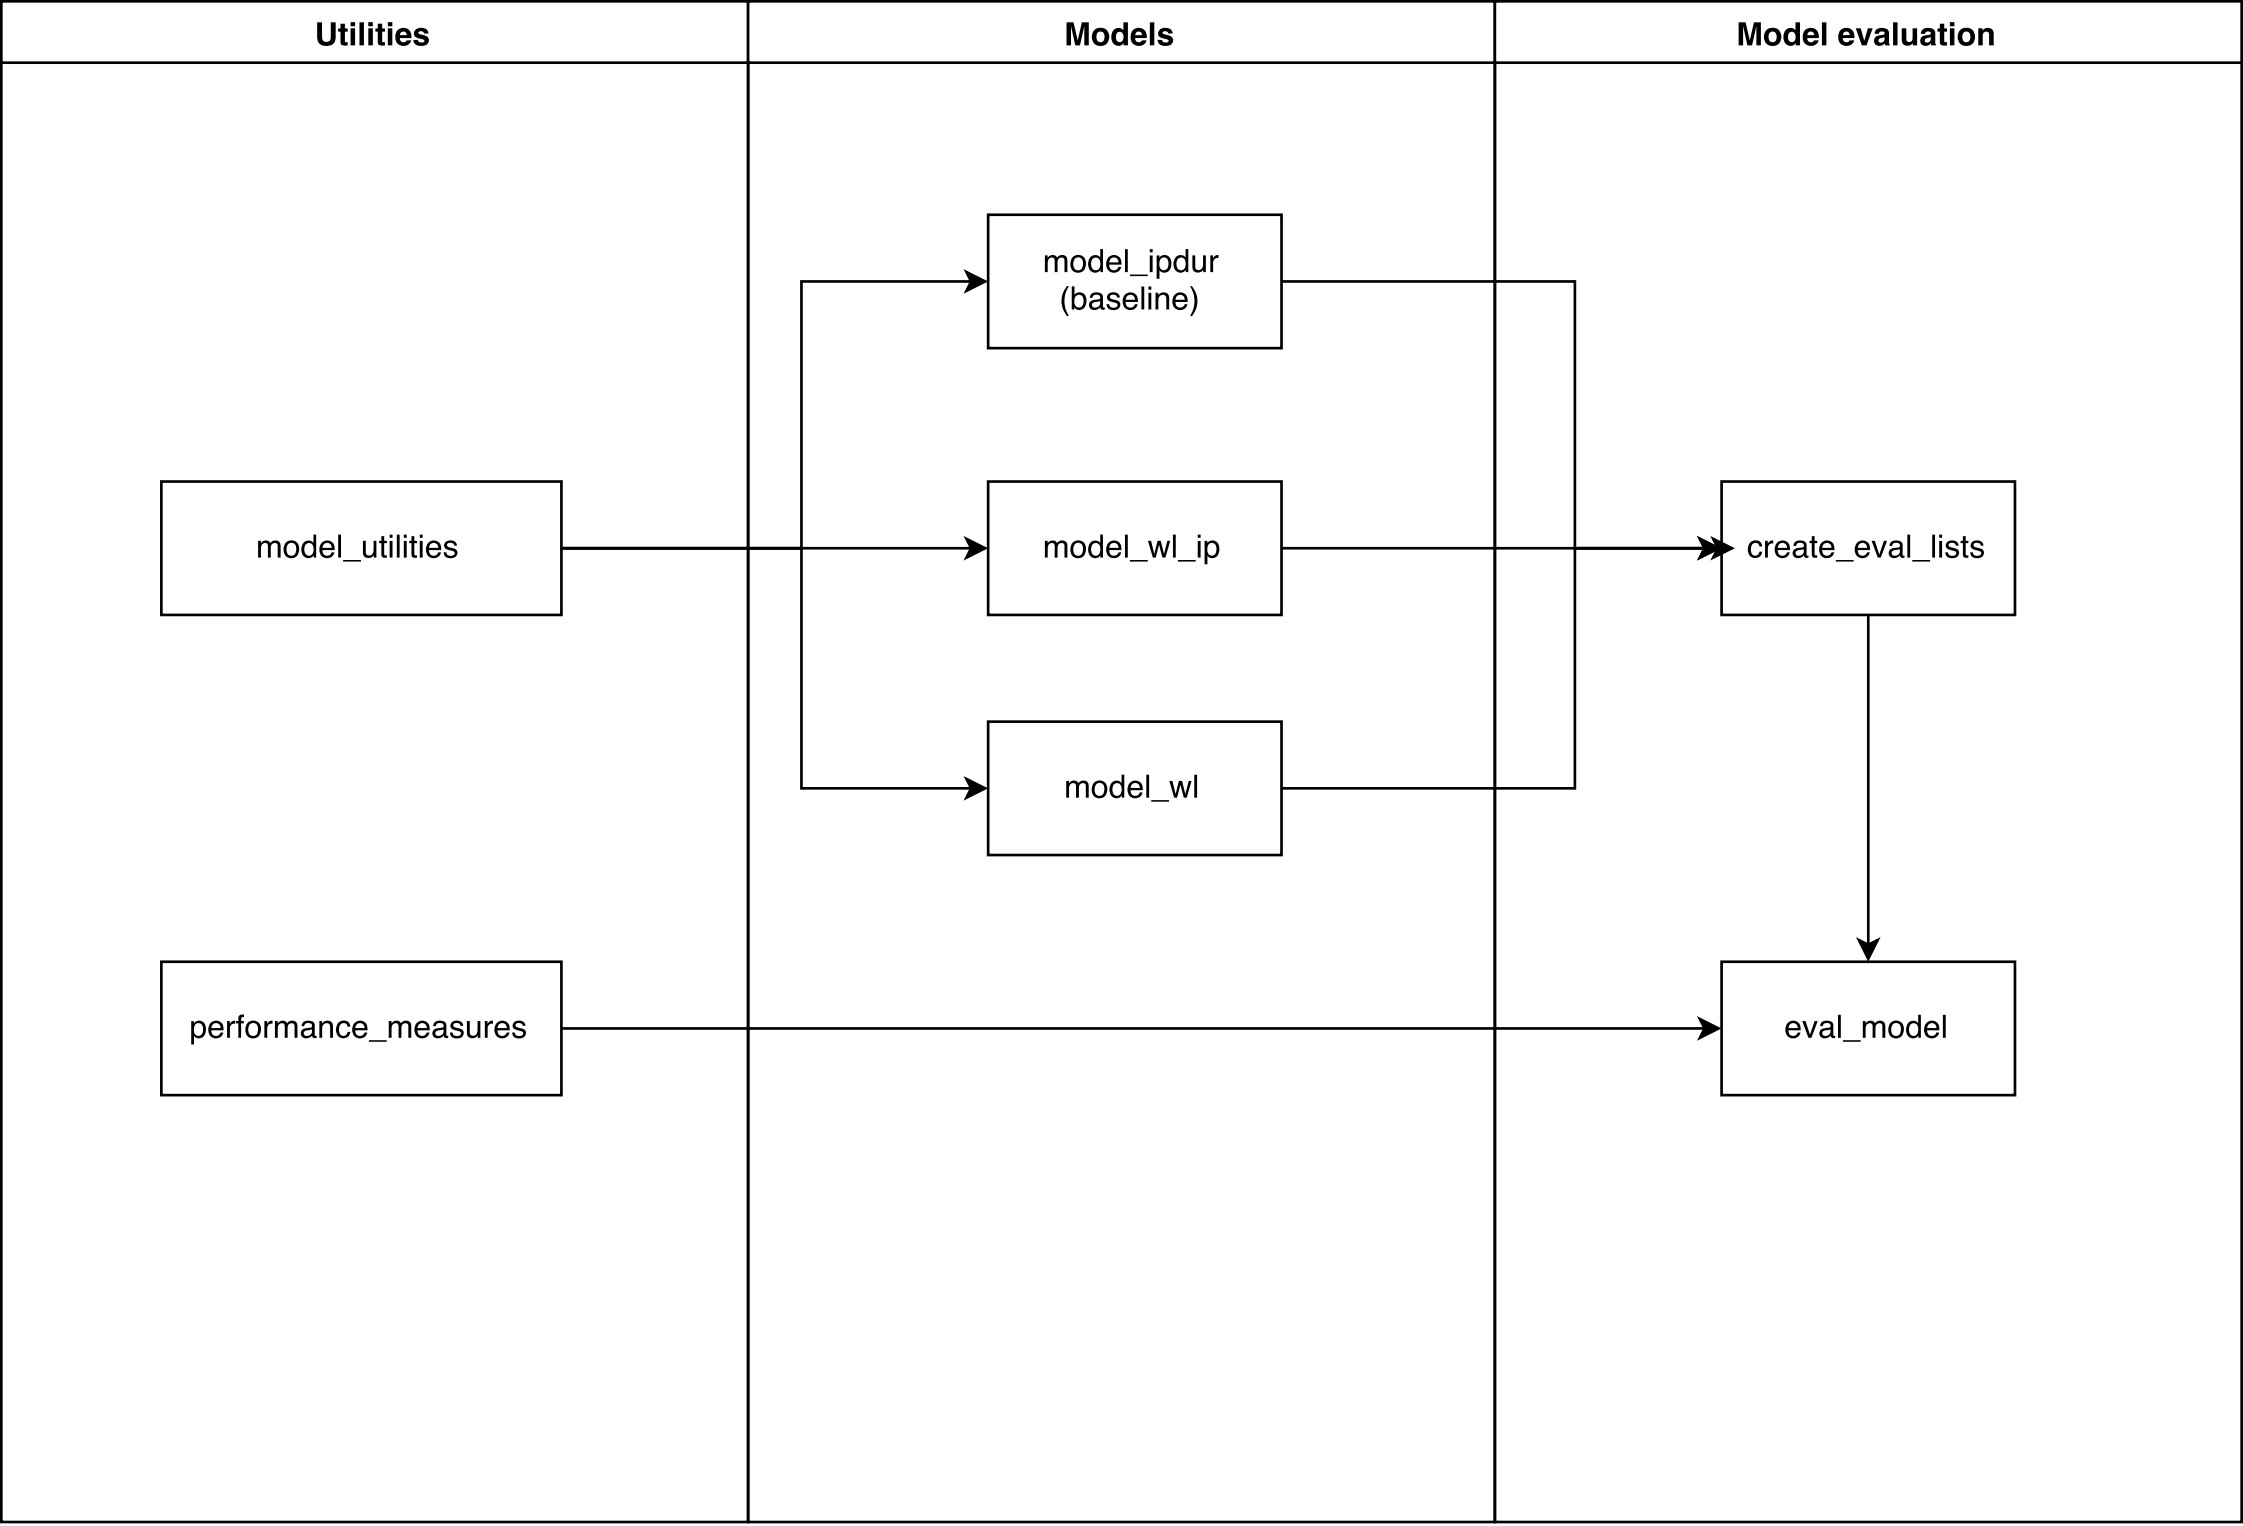 Utilities
Models
Model evaluation
model_ipdur
(baseline)
model_utilities
model_wl_ip
create_eval_lists
model_wl
performance_measures
eval_model